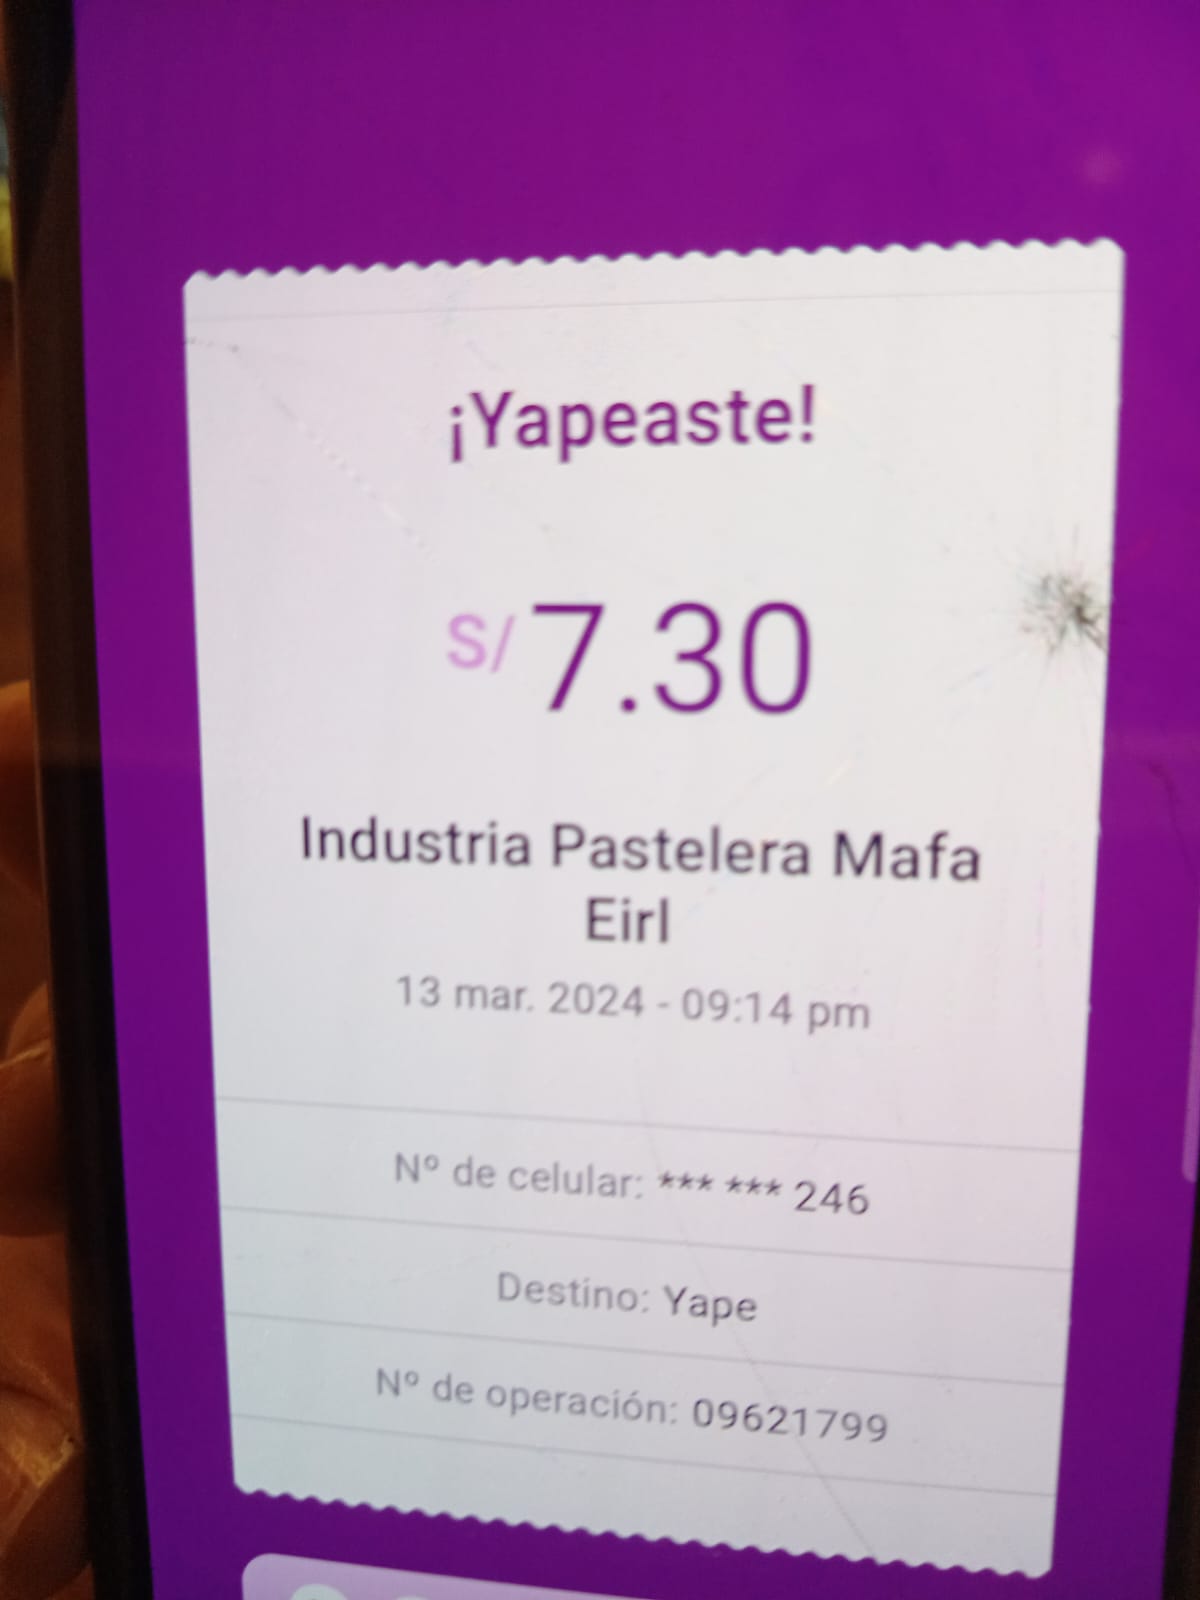 ¡Yapeaste!
S/7.30
Industria Pastelera Mafa
Eirl
13 mar. 2024 - 09:14 pm
Nº de celular: *** *** 246
Destino: Yape
Nº de operación: 09621799